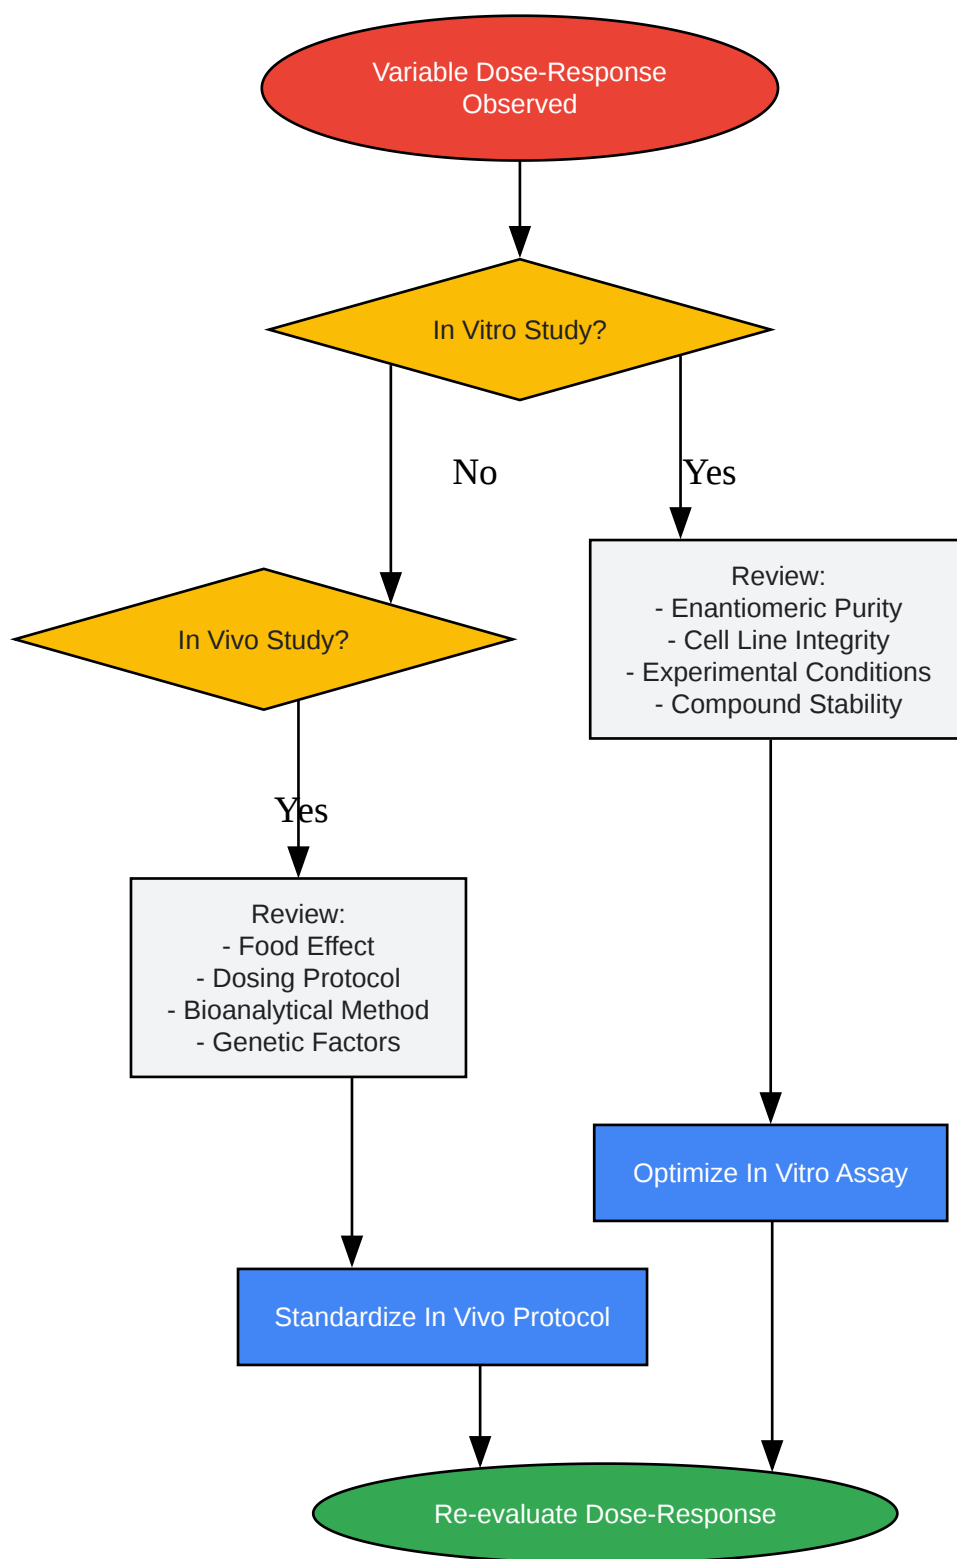 Variable Dose-Response
Observed
In Vitro Study?
No
Yes
Review:
- Enantiomeric Purity
- Cell Line Integrity
- Experimental Conditions
- Compound Stability
In Vivo Study?
Yes
Review:
- Food Effect
- Dosing Protocol
- Bioanalytical Method
- Genetic Factors
Optimize In Vitro Assay
Standardize In Vivo Protocol
Re-evaluate Dose-Response